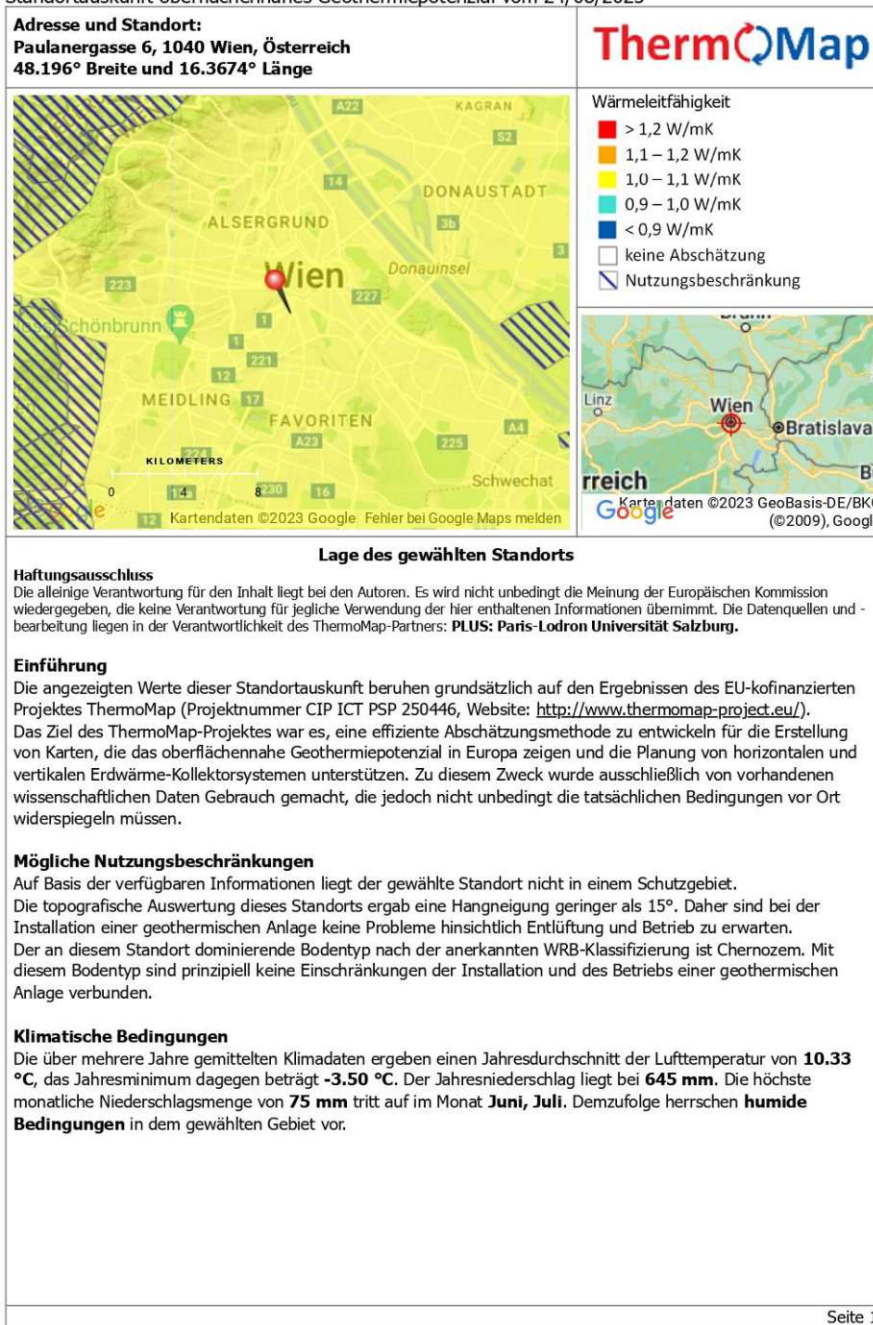 Standortauskunft oberflächennahes Geothermiepotenzial vom 24/08/2023
Adresse und Standort:
Paulanergasse 6, 1040 Wien, Österreich
48.196° Breite und 16.3674° Länge
ThermoMap
A22
KAGRAN
S2
14
DONAUSTADT
ALSERGRUND
3b
Wien
Donauinsel
3
223
227
Schönbrunn
1
1
221
12
MEIDLING
17
FAVORITEN
A23
A4
225
224
KILOMETERS
Schwechat
0
4
8
14
230
16
12
Kartendaten ©2023 Google
Fehler bei Google Maps melden
Wärmeleitfähigkeit
> 1,2 W/mK
1,1 – 1,2 W/mK
1,0 – 1,1 W/mK
0,9 – 1,0 W/mK
< 0,9 W/mK
keine Abschätzung
Nutzungsbeschränkung
Linz
Wien
Bratislava
rreich
B
Google
Kartendaten ©2023 GeoBasis-DE/BKG
(©2009), Google
Lage des gewählten Standorts
Haftungsausschluss
Die alleinige Verantwortung für den Inhalt liegt bei den Autoren. Es wird nicht unbedingt die Meinung der Europäischen Kommission
wiedergegeben, die keine Verantwortung für jegliche Verwendung der hier enthaltenen Informationen übernimmt. Die Datenquellen und -
bearbeitung liegen in der Verantwortlichkeit des ThermoMap-Partners: PLUS: Paris-Lodron Universität Salzburg.
Einführung
Die angezeigten Werte dieser Standortauskunft beruhen grundsätzlich auf den Ergebnissen des EU-kofinanzierten
Projektes ThermoMap (Projektnummer CIP ICT PSP 250446, Website: http://www.thermomap-project.eu/).
Das Ziel des ThermoMap-Projektes war es, eine effiziente Abschätzungsmethode zu entwickeln für die Erstellung
von Karten, die das oberflächennahe Geothermiepotenzial in Europa zeigen und die Planung von horizontalen und
vertikalen Erdwärme-Kollektorsystemen unterstützen. Zu diesem Zweck wurde ausschließlich von vorhandenen
wissenschaftlichen Daten Gebrauch gemacht, die jedoch nicht unbedingt die tatsächlichen Bedingungen vor Ort
widerspiegeln müssen.
Mögliche Nutzungsbeschränkungen
Auf Basis der verfügbaren Informationen liegt der gewählte Standort nicht in einem Schutzgebiet.
Die topografische Auswertung dieses Standorts ergab eine Hangneigung geringer als 15°. Daher sind bei der
Installation einer geothermischen Anlage keine Probleme hinsichtlich Entlüftung und Betrieb zu erwarten.
Der an diesem Standort dominierende Bodentyp nach der anerkannten WRB-Klassifizierung ist Chernozem. Mit
diesem Bodentyp sind prinzipiell keine Einschränkungen der Installation und des Betriebs einer geothermischen
Anlage verbunden.
Klimatische Bedingungen
Die über mehrere Jahre gemittelten Klimadaten ergeben einen Jahresdurchschnitt der Lufttemperatur von 10.33
°C, das Jahresminimum dagegen beträgt -3.50 °C. Der Jahresniederschlag liegt bei 645 mm. Die höchste
monatliche Niederschlagsmenge von 75 mm tritt auf im Monat Juni, Juli. Demzufolge herrschen humide
Bedingungen in dem gewählten Gebiet vor.
Seite 1